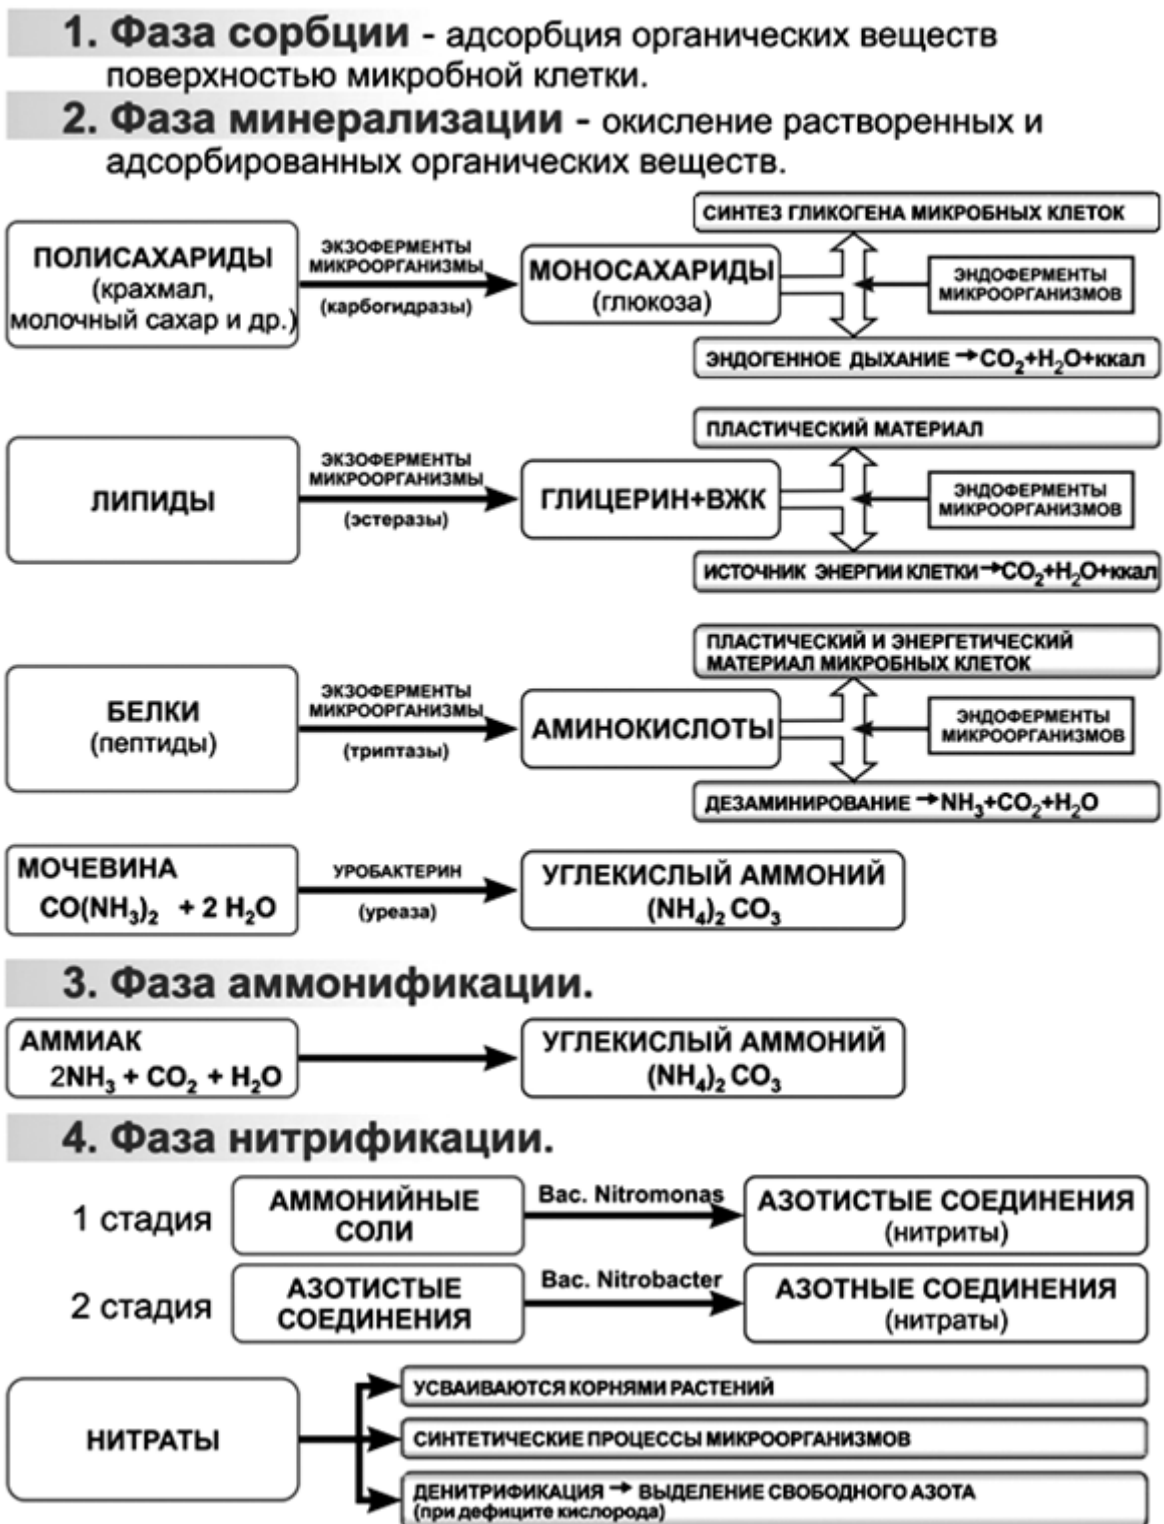 1. Фаза сорбции - адсорбция органических веществ
поверхностью микробной клетки.
2. Фаза минерализации - окисление растворенных и
адсорбированных органических веществ.
СИНТЕЗ ГЛИКОГЕНА МИКРОБНЫХ КЛЕТОК
ПОЛИСАХАРИДЫ
(крахмал,
молочный сахар и др.)
ЭКЗОФЕРМЕНТЫ
МИКРООРГАНИЗМЫ
(карбогидразы)
МОНОСАХАРИДЫ
(глюкоза)
ЭНДОФЕРМЕНТЫ
МИКРООРГАНИЗМОВ
ЭНДОГЕННОЕ ДЫХАНИЕ → CO₂+H₂O+ккал
ПЛАСТИЧЕСКИЙ МАТЕРИАЛ
ЛИПИДЫ
ЭКЗОФЕРМЕНТЫ
МИКРООРГАНИЗМЫ
(эстеразы)
ГЛИЦЕРИН+ВЖК
ЭНДОФЕРМЕНТЫ
МИКРООРГАНИЗМОВ
ИСТОЧНИК ЭНЕРГИИ КЛЕТКИ→CO₂+H₂O+ккал
ПЛАСТИЧЕСКИЙ И ЭНЕРГЕТИЧЕСКИЙ
МАТЕРИАЛ МИКРОБНЫХ КЛЕТОК
БЕЛКИ
(пептиды)
ЭКЗОФЕРМЕНТЫ
МИКРООРГАНИЗМЫ
(триптазы)
АМИНОКИСЛОТЫ
ЭНДОФЕРМЕНТЫ
МИКРООРГАНИЗМОВ
ДЕЗАМИНИРОВАНИЕ → NH₃+CO₂+H₂O
МОЧЕВИНА
CO(NH₃)₂ + 2 H₂O
УРОБАКТЕРИН
(уреаза)
УГЛЕКИСЛЫЙ АММОНИЙ
(NH₄)₂ CO₃
3. Фаза аммонификации.
АММИАК
2NH₃ + CO₂ + H₂O
УГЛЕКИСЛЫЙ АММОНИЙ
(NH₄)₂ CO₃
4. Фаза нитрификации.
1 стадия
АММОНИЙНЫЕ
СОЛИ
Bac. Nitromonas
АЗОТИСТЫЕ СОЕДИНЕНИЯ
(нитриты)
2 стадия
АЗОТИСТЫЕ
СОЕДИНЕНИЯ
Bac. Nitrobacter
АЗОТНЫЕ СОЕДИНЕНИЯ
(нитраты)
НИТРАТЫ
УСВАИВАЮТСЯ КОРНЯМИ РАСТЕНИЙ
СИНТЕТИЧЕСКИЕ ПРОЦЕССЫ МИКРООРГАНИЗМОВ
ДЕНИТРИФИКАЦИЯ → ВЫДЕЛЕНИЕ СВОБОДНОГО АЗОТА
(при дефиците кислорода)